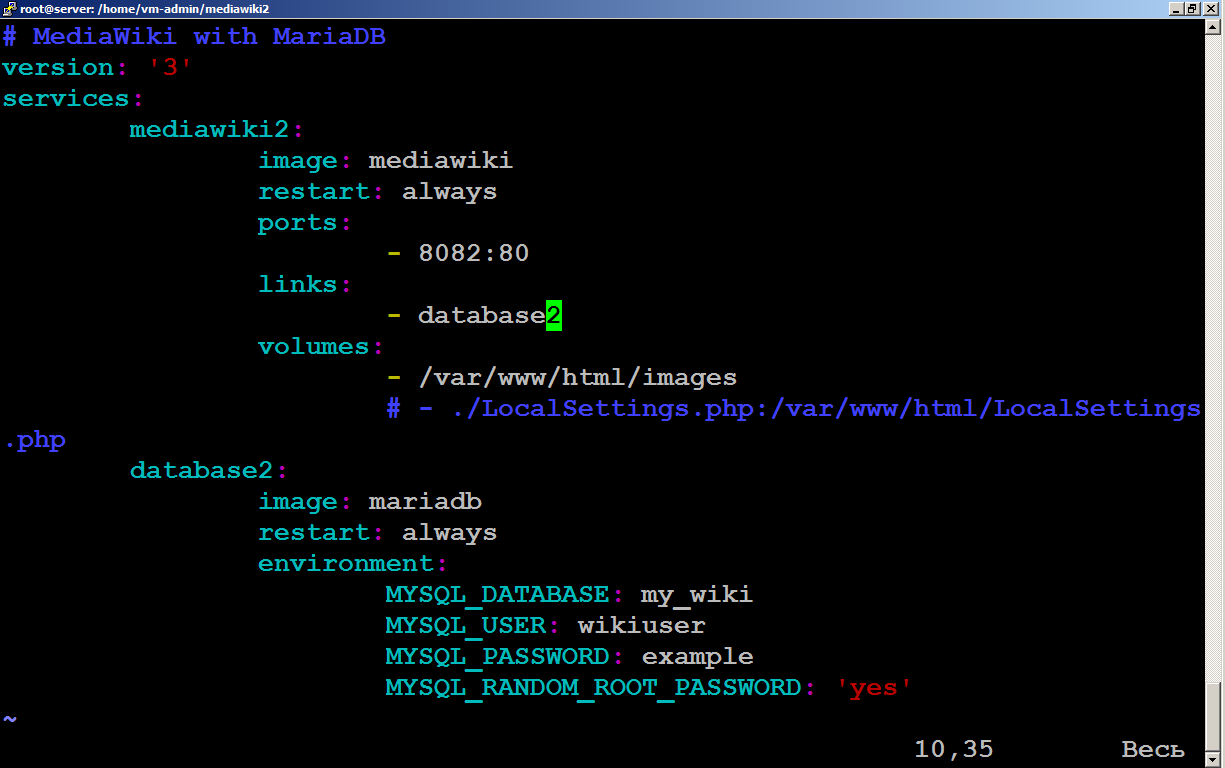 root@server: /home/vm-admin/mediawiki2
# MediaWiki with MariaDB
version: '3'
services:
        mediawiki2:
                image: mediawiki
                restart: always
                ports:
                        - 8082:80
                links:
                        - database2
                volumes:
                        - /var/www/html/images
                        # - ./LocalSettings.php:/var/www/html/LocalSettings
.php
        database2:
                image: mariadb
                restart: always
                environment:
                        MYSQL_DATABASE: my_wiki
                        MYSQL_USER: wikiuser
                        MYSQL_PASSWORD: example
                        MYSQL_RANDOM_ROOT_PASSWORD: 'yes'
~
10,35 Весь